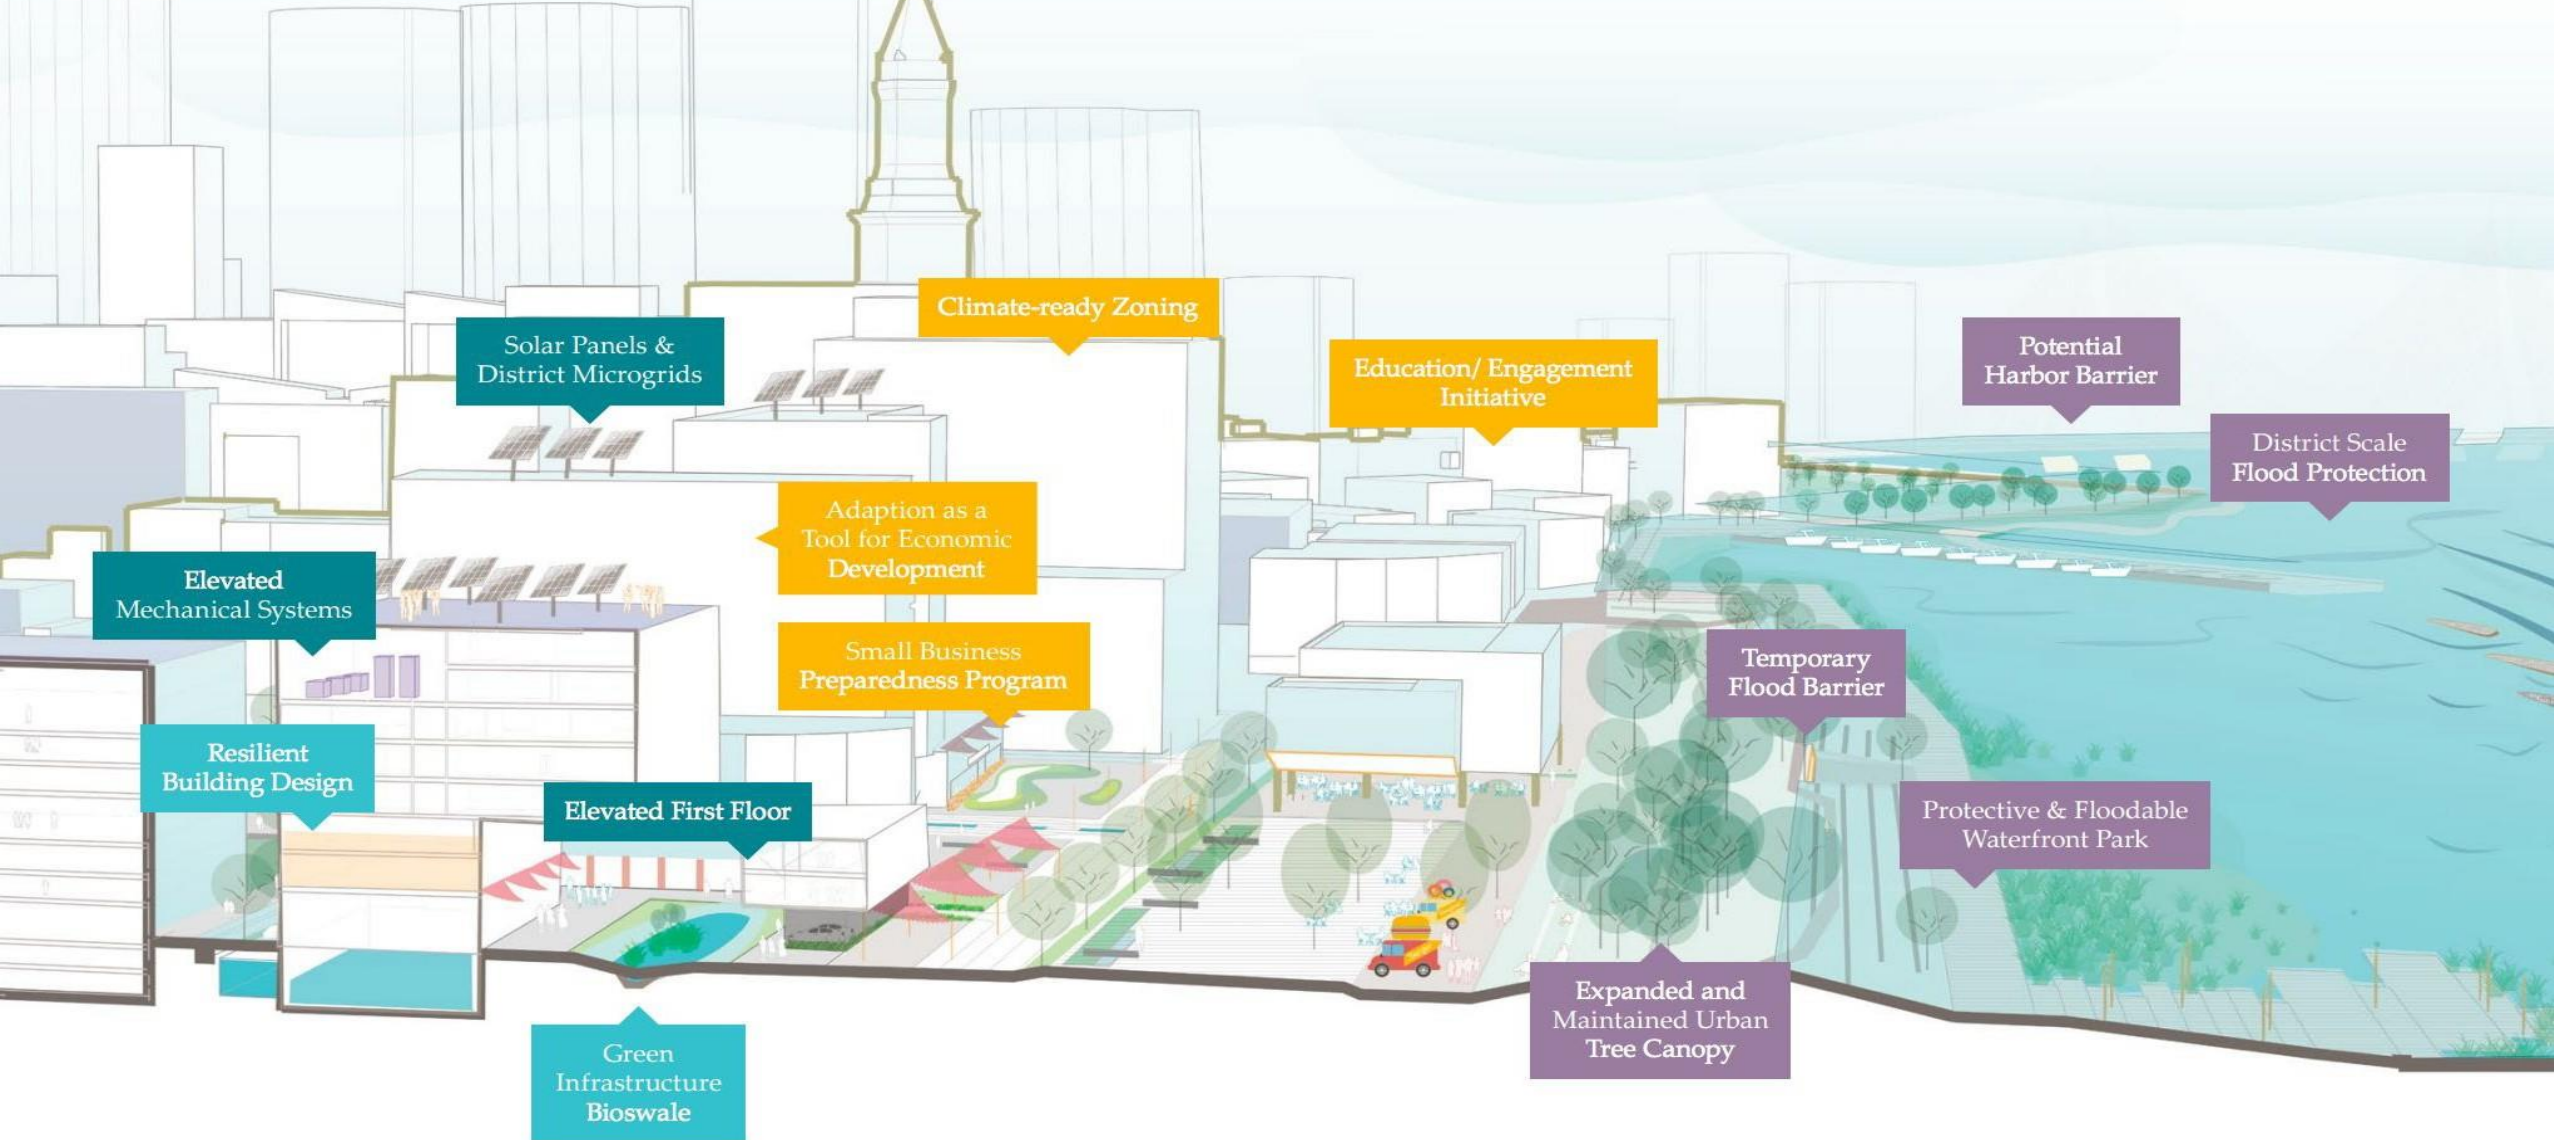 Climate-ready Zoning
Solar Panels &
District Microgrids
Education/ Engagement
Initiative
Potential
Harbor Barrier
District Scale
Flood Protection
Adaption as a
Tool for Economic
Development
Elevated
Mechanical Systems
Small Business
Preparedness Program
Temporary
Flood Barrier
Resilient
Building Design
Elevated First Floor
Protective & Floodable
Waterfront Park
Expanded and
Maintained Urban
Tree Canopy
Green
Infrastructure
Bioswale